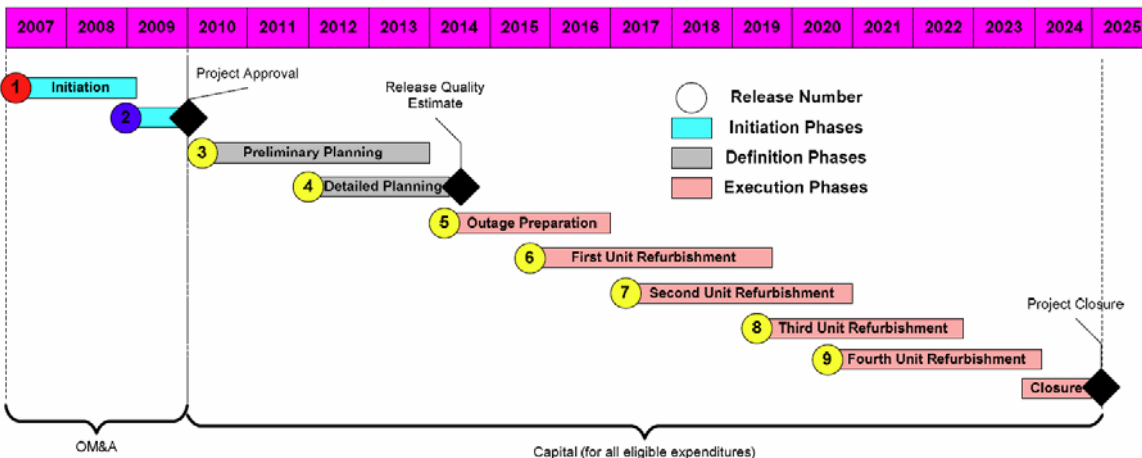 2007 2008 2009 2010 2011 2012 2013 2014 2015 2016 2017 2018 2019 2020 2021 2022 2023 2024 2025
Project Approval
1 Initiation
2
Release Quality
Estimate
Release Number
Initiation Phases
Definition Phases
Execution Phases
3 Preliminary Planning
4 Detailed Planning
5 Outage Preparation
6 First Unit Refurbishment
7 Second Unit Refurbishment
Project Closure
8 Third Unit Refurbishment
9 Fourth Unit Refurbishment
Closure
OM&A
Capital (for all eligible expenditures)